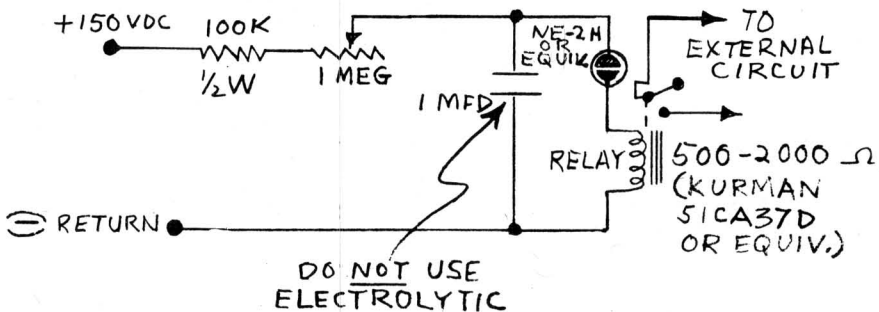 +150 VDC
100K
½W
1 MEG
NE-2H
OR
EQUIV.
TO
EXTERNAL
CIRCUIT
1 MFD
RELAY
500-2000 Ω
(KURMAN
51CA37D
OR EQUIV.)
⊖ RETURN
DO NOT USE
ELECTROLYTIC